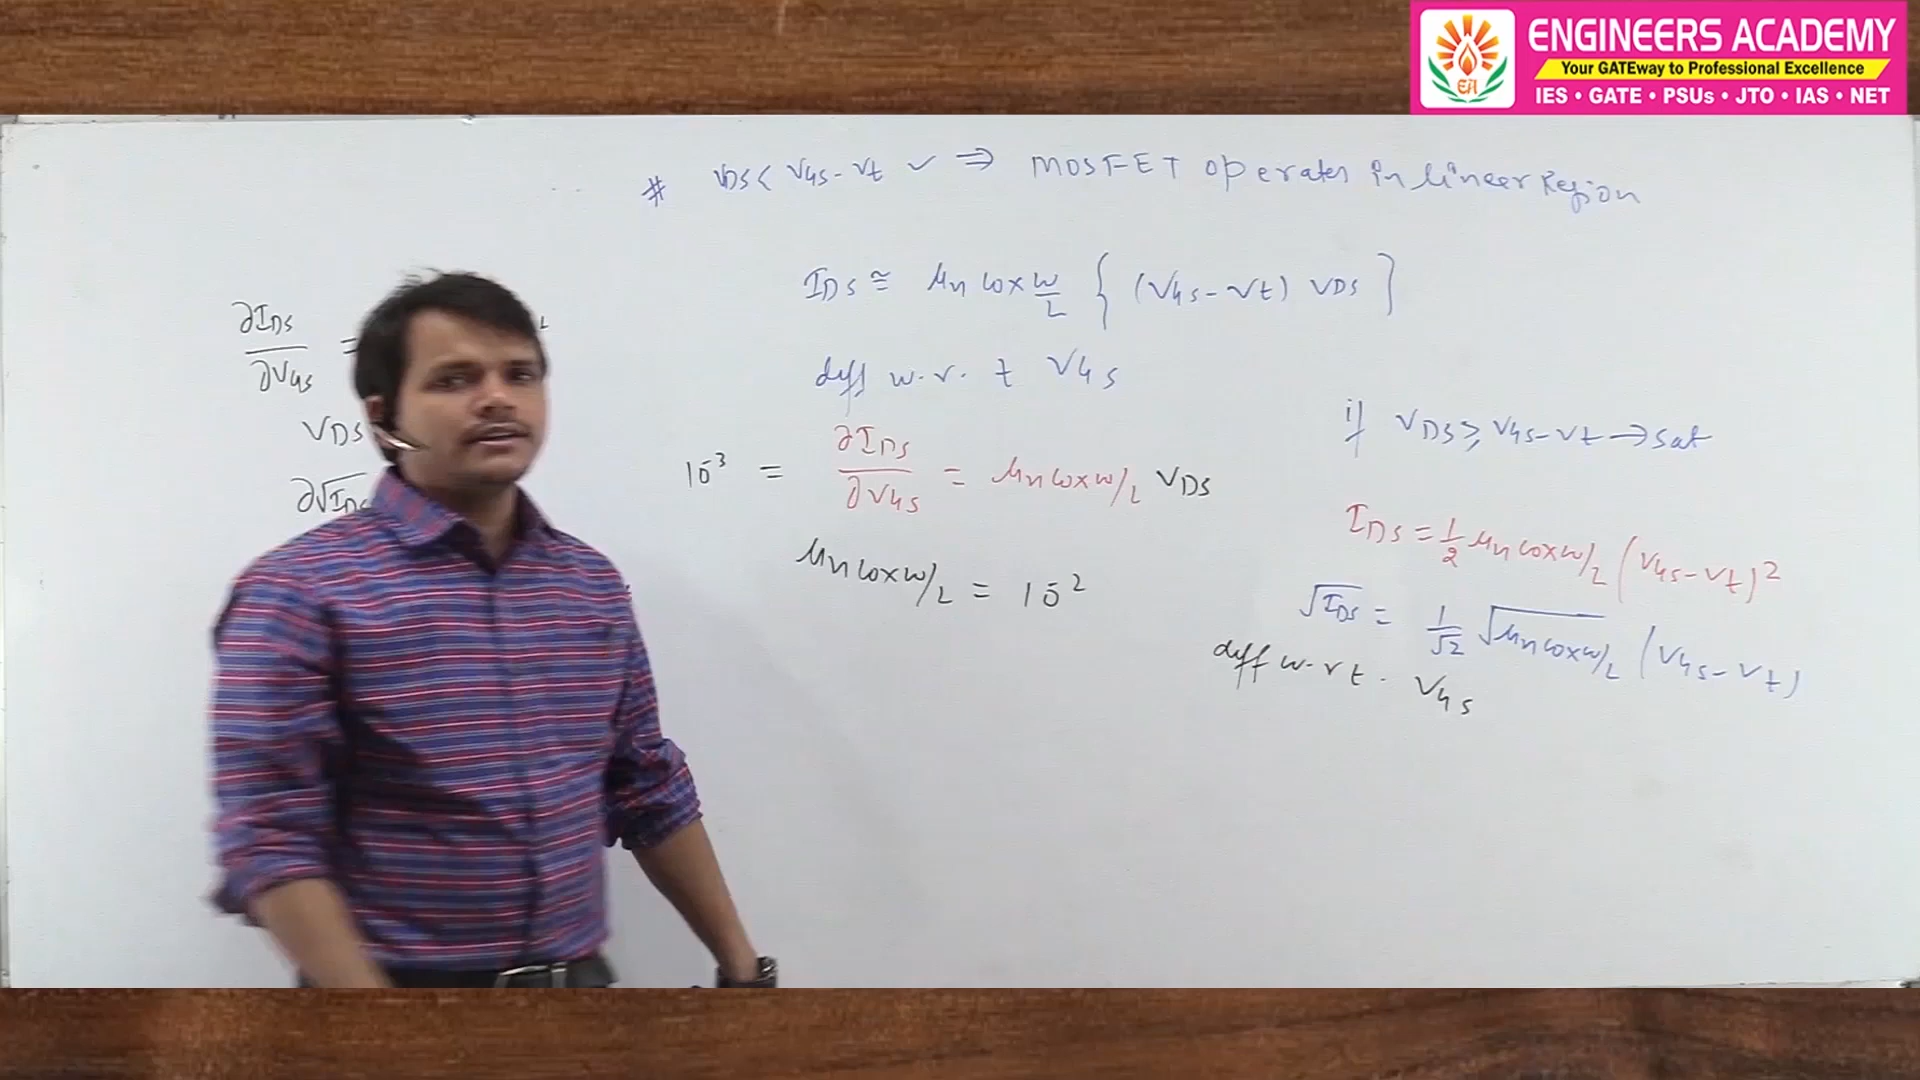 ENGINEERS ACADEMY
Your GATEway to Professional Excellence
IES • GATE • PSUs • JTO • IAS • NET
# VDS < VGS - Vt ✓ ⇒ MOSFET operates in linear Region
IDS ≅ μn Cox W/L { (VGS - Vt) VDS }
diff w.r.t VGS
10⁻³ = ∂IDS/∂VGS = μn Cox W/L VDS
μn Cox W/L = 10⁻²
if VDS ≥ VGS - Vt → Sat
IDS = 1/2 μn Cox W/L (VGS - Vt)²
√IDS = 1/√2 √μn Cox W/L (VGS - Vt)
diff w.r.t. VGS
∂IDS/∂VGS =
VDS
∂√IDS